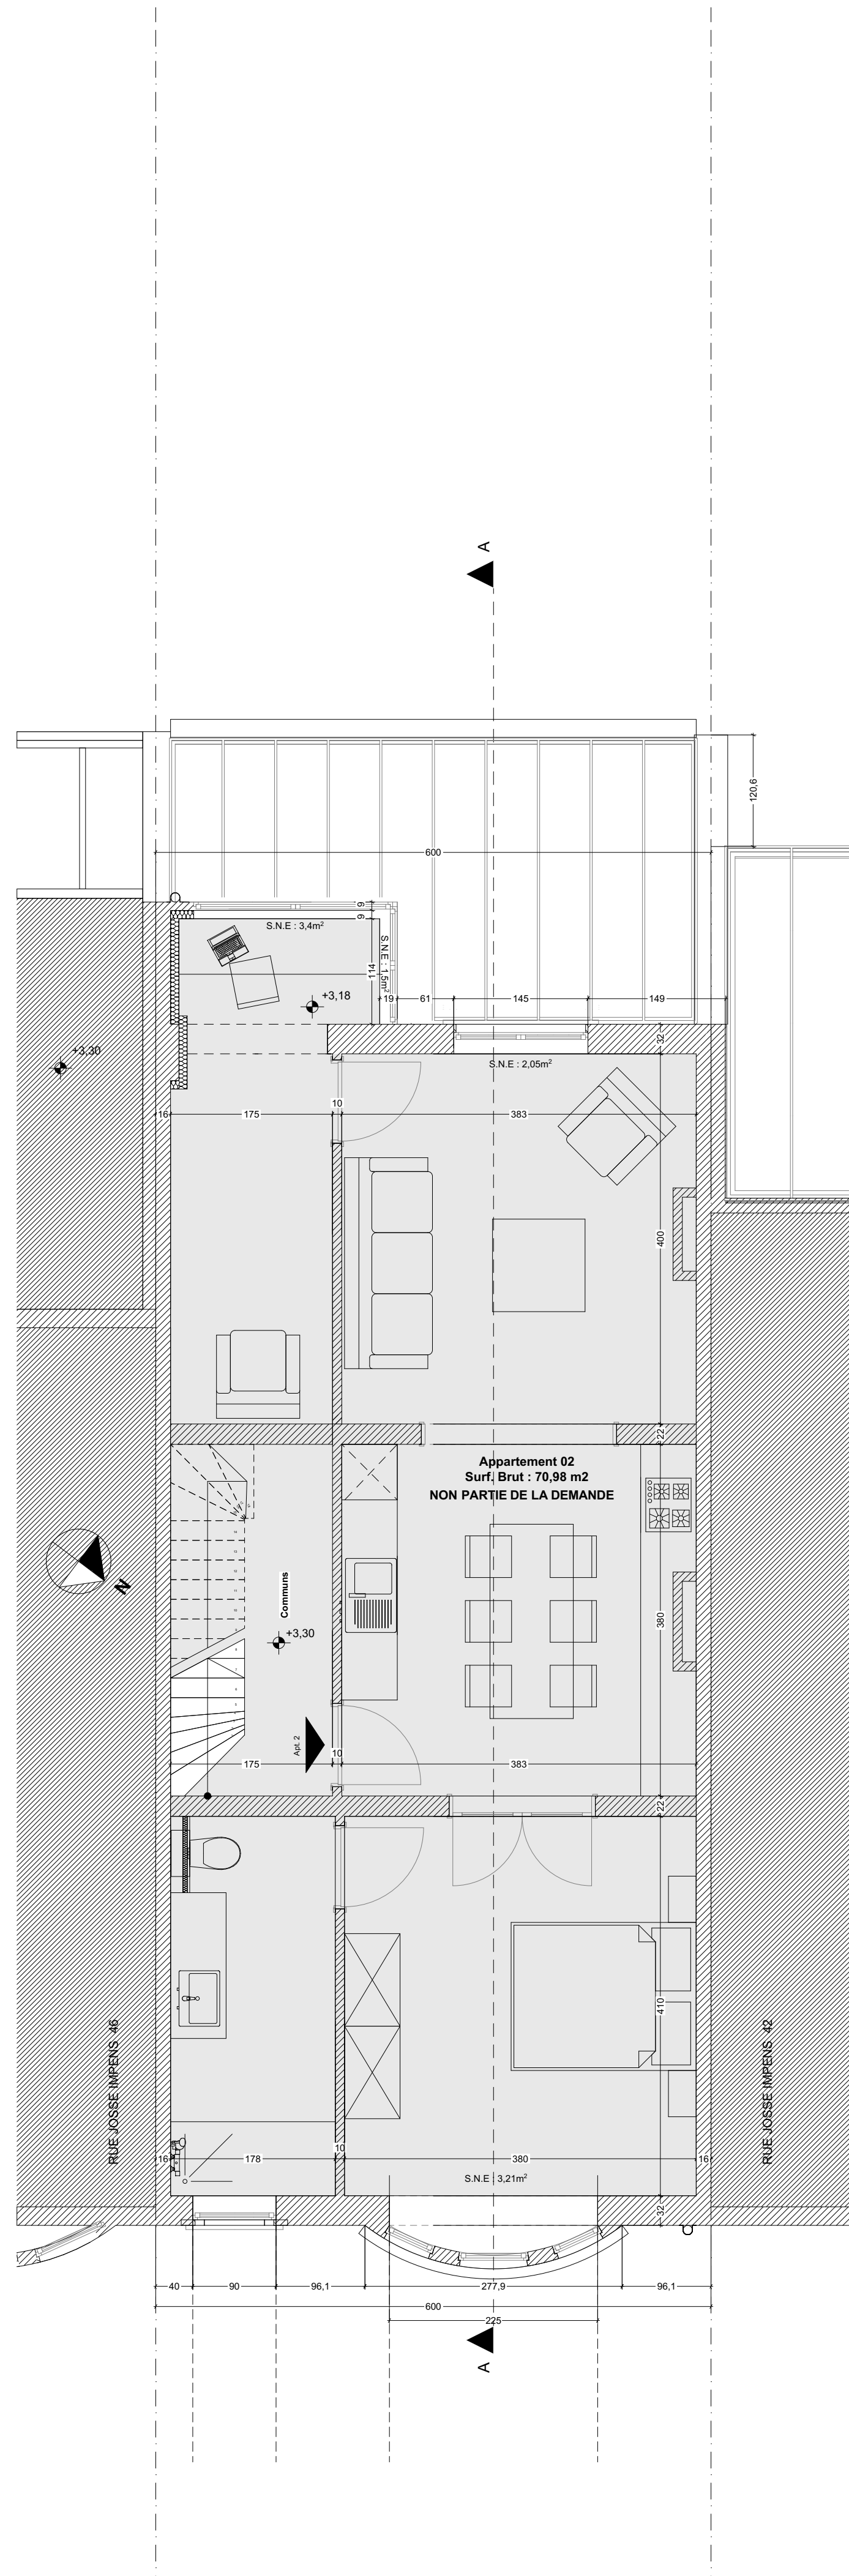 A
120,6
600
9
9
S.N.E : 3,4m²
S.N.E : 1,5m²
114
+3,18
19
61
145
149
+3,30
32
S.N.E : 2,05m²
16
175
10
383
400
22
Appartement 02
Surf. Brut : 70,98 m2
NON PARTIE DE LA DEMANDE
N
Communs
+3,30
380
Apt. 2
175
10
383
22
410
RUE JOSSE IMPENS 46
RUE JOSSE IMPENS 42
16
178
10
380
16
S.N.E : 3,21m²
32
40
90
96,1
277,9
96,1
600
225
A